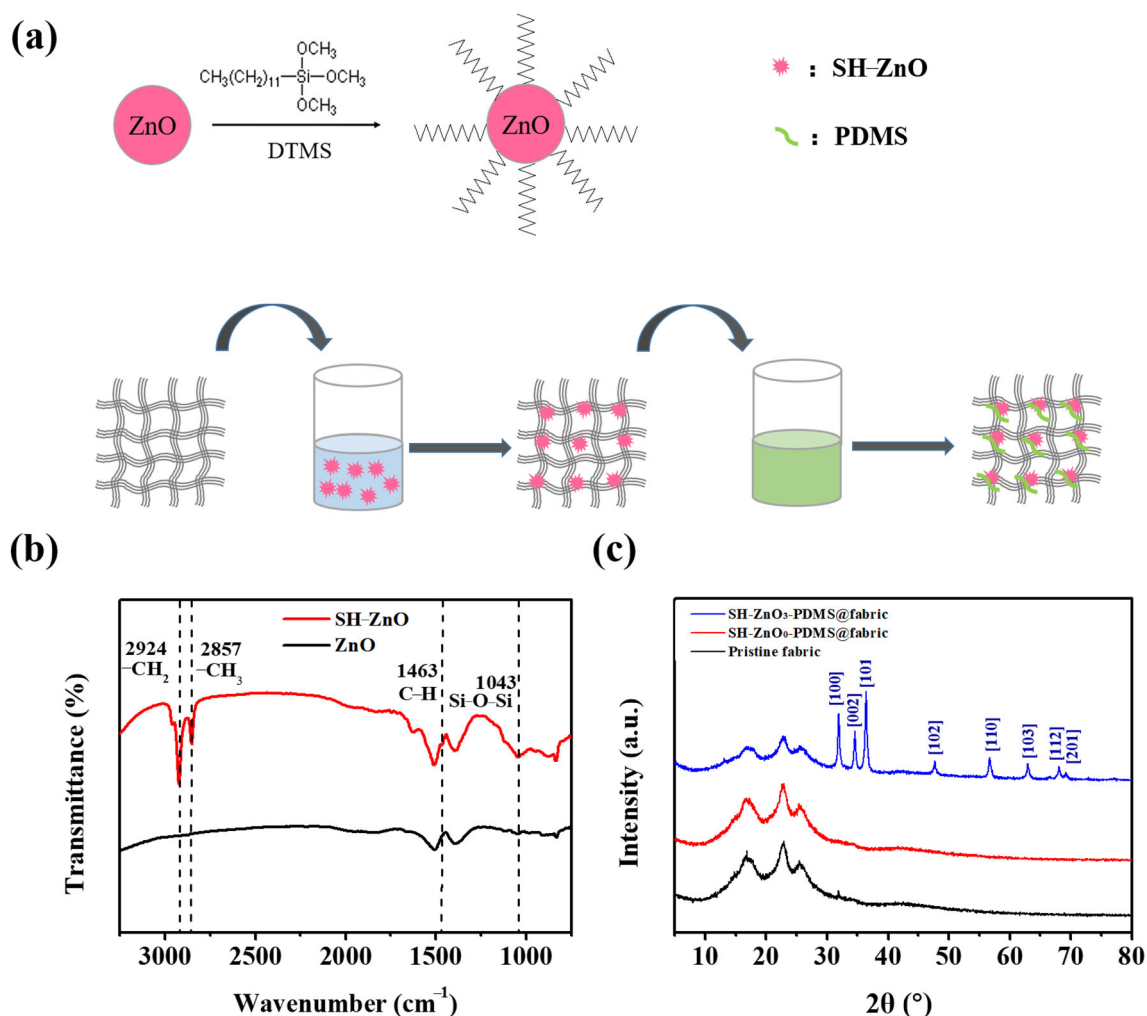 (a)
OCH₃
CH₃(CH₂)₁₁–Si–OCH₃
OCH₃
ZnO
DTMS
ZnO
: SH–ZnO
: PDMS
(b)
SH–ZnO
ZnO
2924
–CH₂
2857
–CH₃
1463
C–H
1043
Si–O–Si
Transmittance (%)
3000 2500 2000 1500 1000
Wavenumber (cm⁻¹)
(c)
SH-ZnO₃-PDMS@fabric
SH-ZnO₀-PDMS@fabric
Pristine fabric
[100]
[002]
[101]
[102]
[110]
[103]
[112]
[201]
Intensity (a.u.)
10 20 30 40 50 60 70 80
2θ (°)